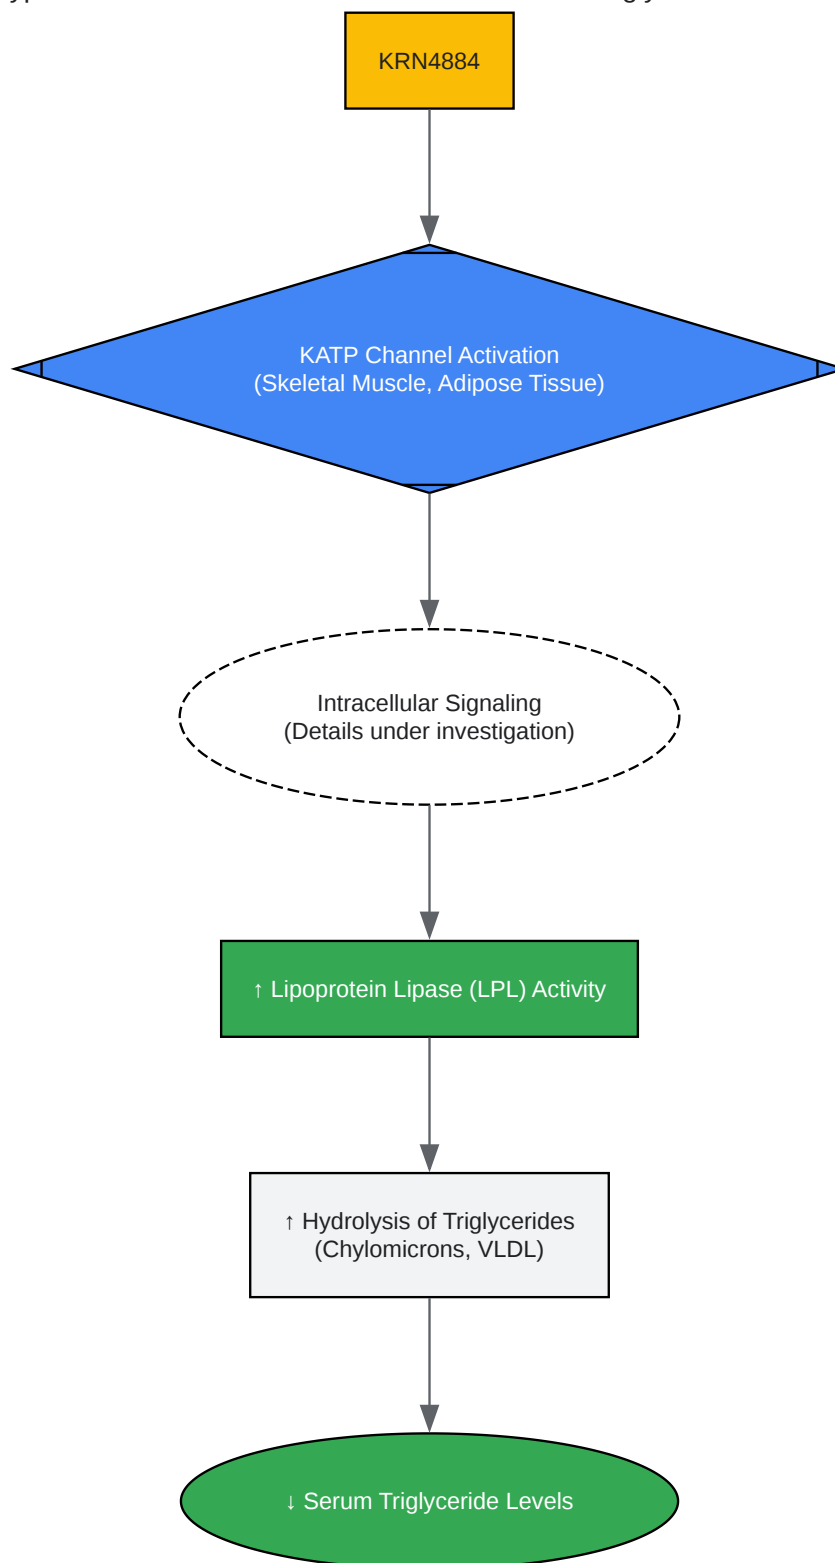 KRN4884
KATP Channel Activation
(Skeletal Muscle, Adipose Tissue)
Intracellular Signaling
(Details under investigation)
↑ Lipoprotein Lipase (LPL) Activity
↑ Hydrolysis of Triglycerides
(Chylomicrons, VLDL)
↓ Serum Triglyceride Levels